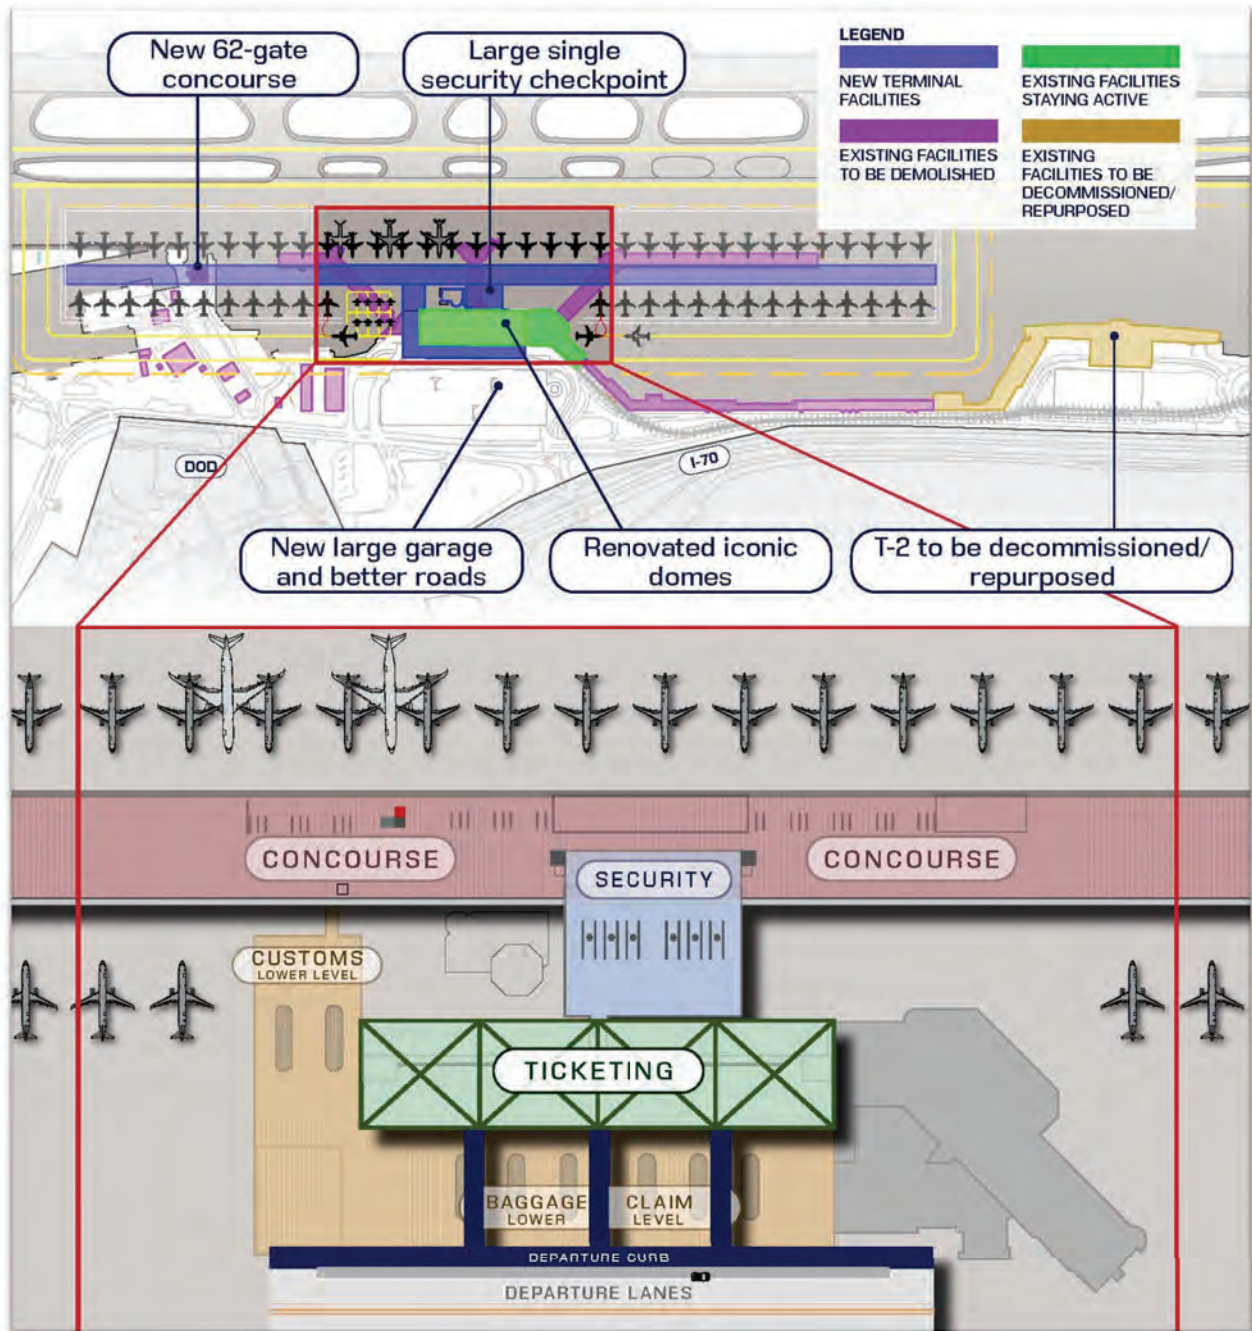 New 62-gate
concourse
Large single
security checkpoint
LEGEND
NEW TERMINAL
FACILITIES
EXISTING FACILITIES
STAYING ACTIVE
EXISTING FACILITIES
TO BE DEMOLISHED
EXISTING
FACILITIES TO BE
DECOMMISSIONED/
REPURPOSED
DOD
I-70
New large garage
and better roads
Renovated iconic
domes
T-2 to be decommissioned/
repurposed
CONCOURSE
CONCOURSE
SECURITY
CUSTOMS
LOWER LEVEL
TICKETING
BAGGAGE CLAIM
LOWER LEVEL
DEPARTURE CURB
DEPARTURE LANES